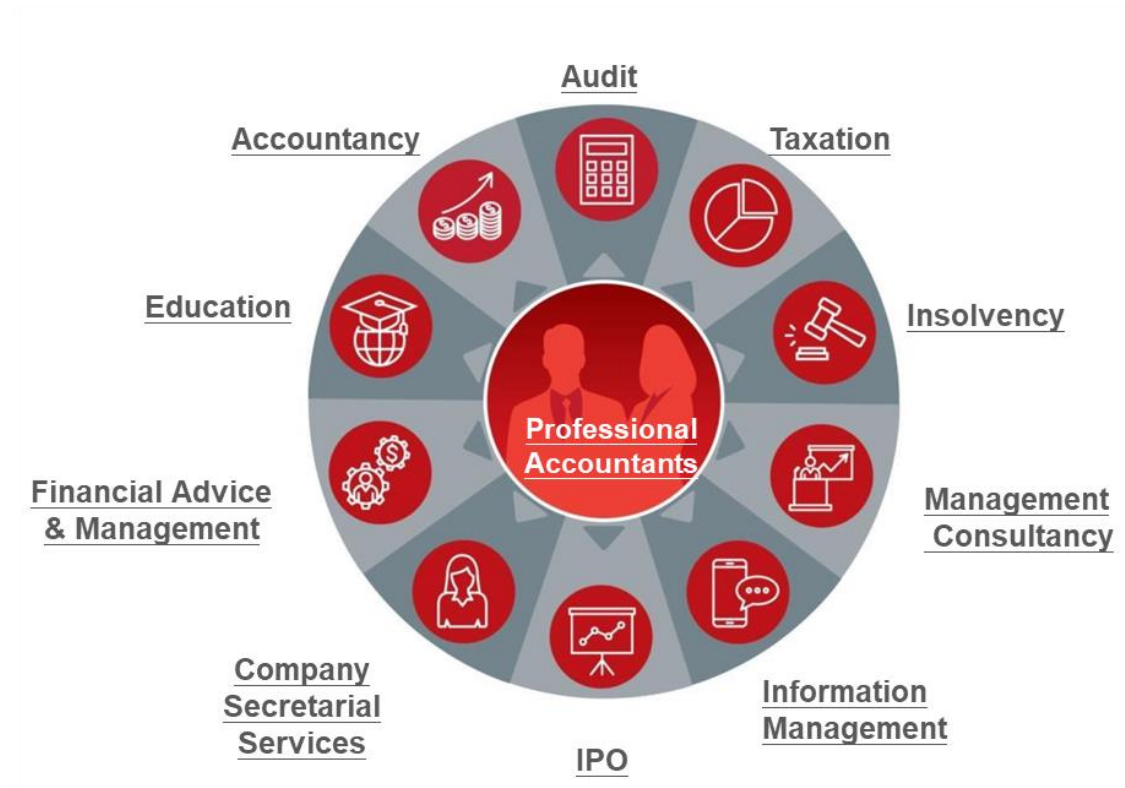 Audit
Taxation
Insolvency
Management
Consultancy
Information
Management
IPO
Company
Secretarial
Services
Financial Advice
& Management
Education
Accountancy
Professional
Accountants